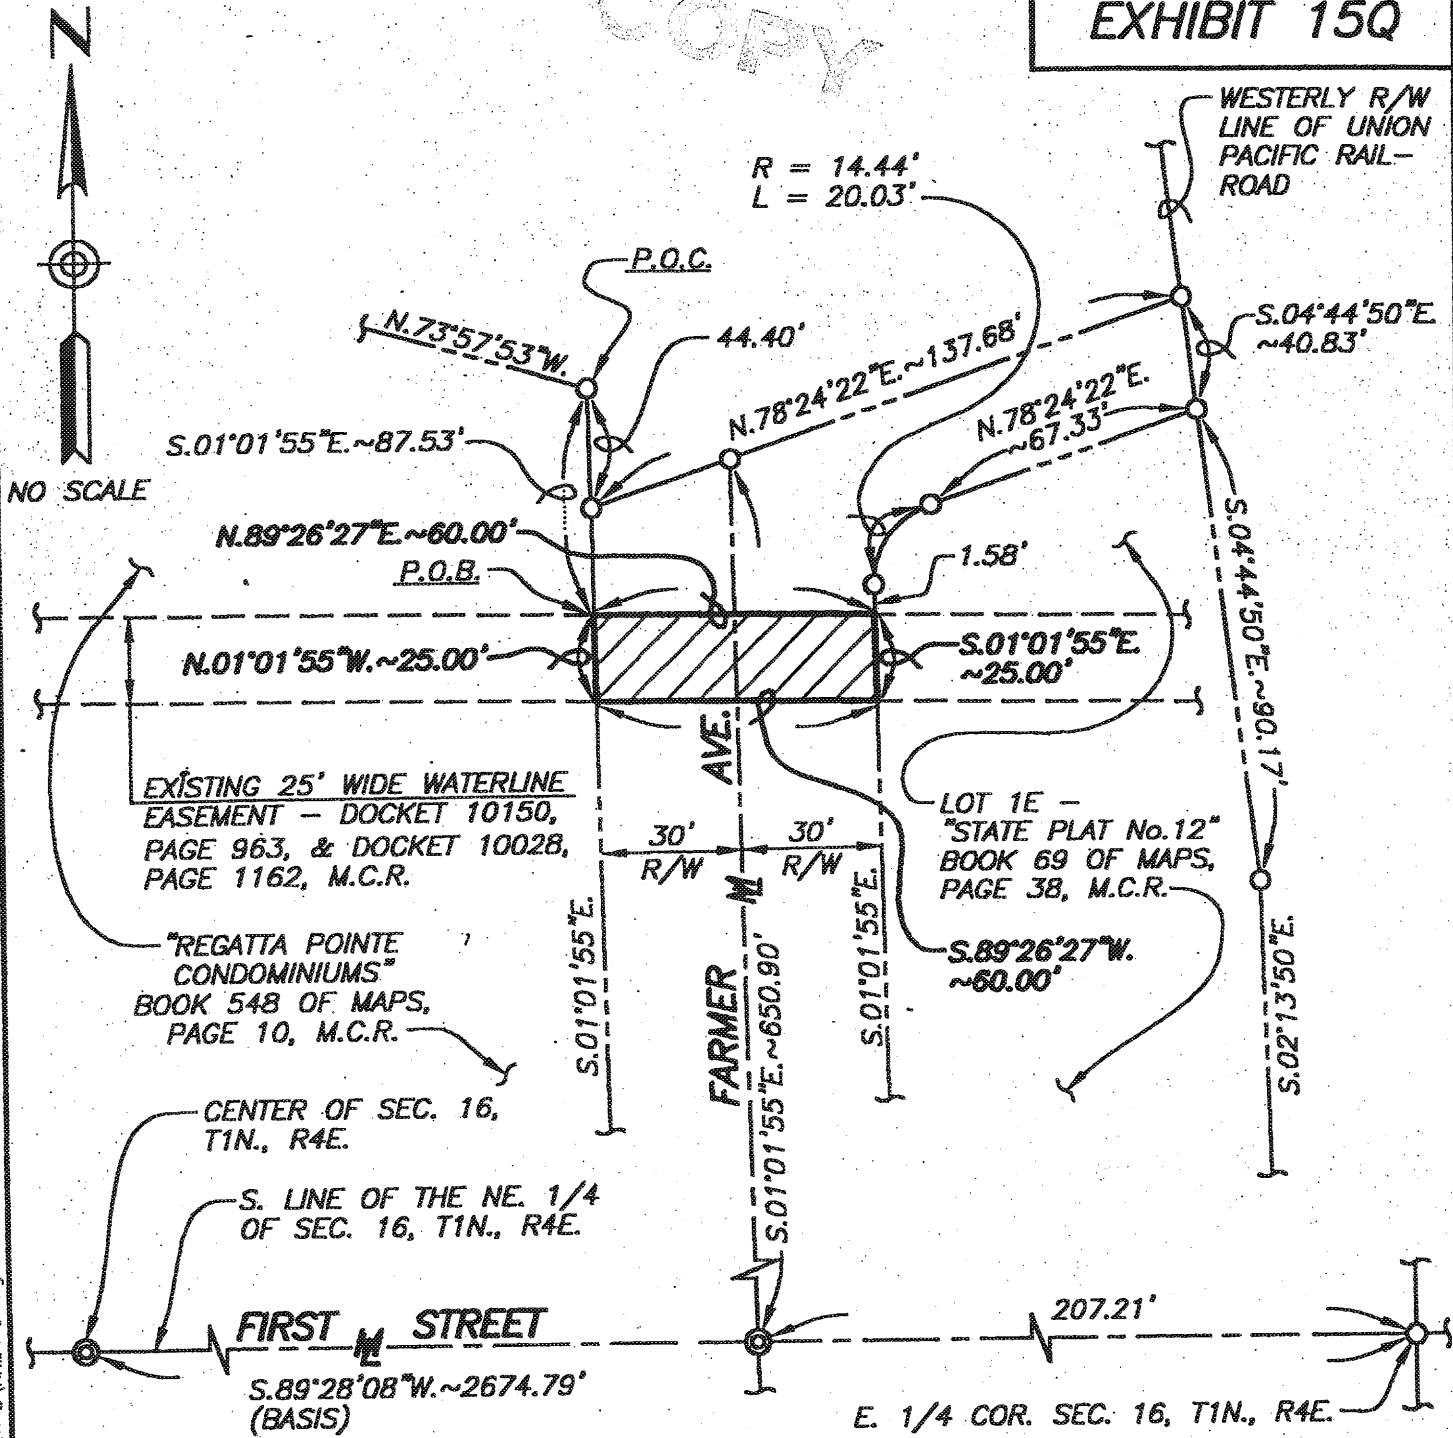 COPY
EXHIBIT 15Q
N
NO SCALE
WESTERLY R/W
LINE OF UNION
PACIFIC RAIL-
ROAD
R = 14.44'
L = 20.03'
P.O.C.
N.73°57'53"W.
44.40'
N.78°24'22"E.~137.68'
S.04°44'50"E.
~40.83'
N.78°24'22"E.
~67.33'
S.01°01'55"E.~87.53'
N.89°26'27"E.~60.00'
P.O.B.
1.58'
S.04°44'50"E.~90.17'
N.01°01'55"W.~25.00'
S.01°01'55"E.
~25.00'
EXISTING 25' WIDE WATERLINE
EASEMENT - DOCKET 10150,
PAGE 963, & DOCKET 10028,
PAGE 1162, M.C.R.
AVE.
30'
R/W
30'
R/W
LOT 1E -
"STATE PLAT No.12"
BOOK 69 OF MAPS,
PAGE 38, M.C.R.
"REGATTA POINTE
CONDOMINIUMS"
BOOK 548 OF MAPS,
PAGE 10, M.C.R.
S.01°01'55"E.
FARMER
S.01°01'55"E.~650.90'
S.01°01'55"E.
S.89°26'27"W.
~60.00'
S.02°13'50"E.
CENTER OF SEC. 16,
T1N., R4E.
S. LINE OF THE NE. 1/4
OF SEC. 16, T1N., R4E.
FIRST STREET
207.21'
S.89°28'08"W.~2674.79'
(BASIS)
E. 1/4 COR. SEC. 16, T1N., R4E.